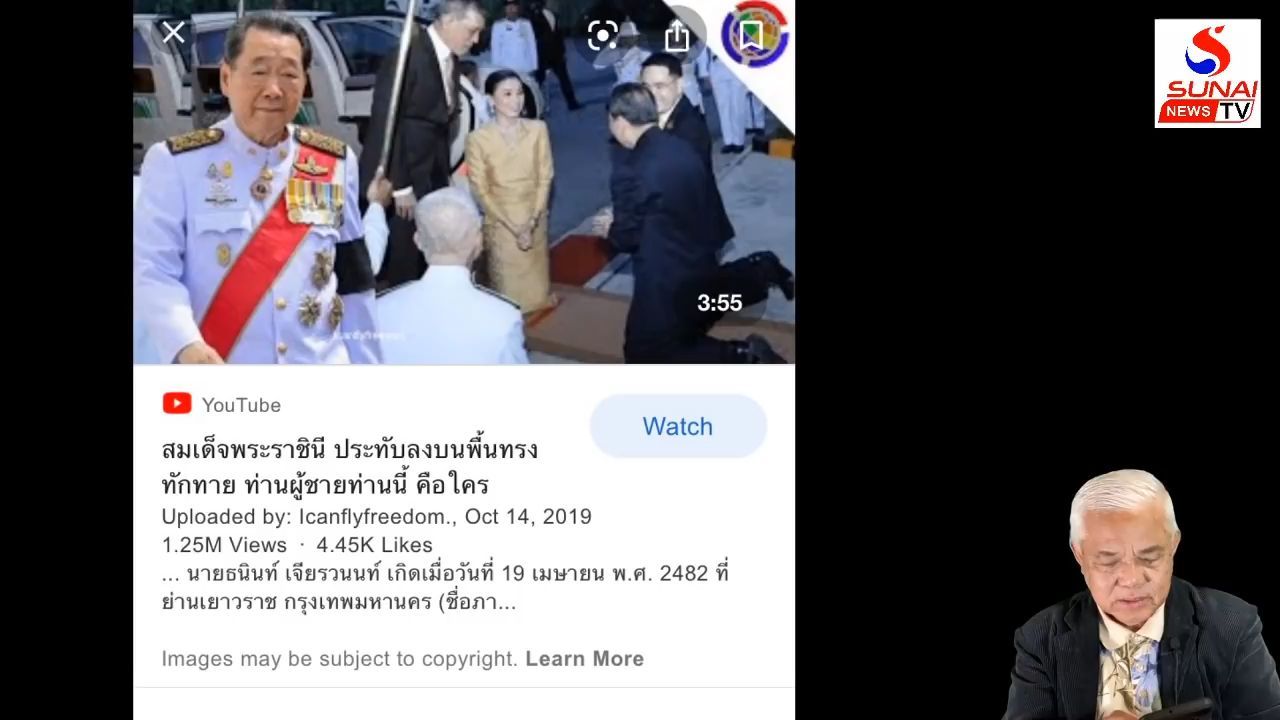 SUNAI
NEWS TV
3:55
YouTube
Watch
สมเด็จพระราชินี ประทับลงบนพื้นทรง
ทักทาย ท่านผู้ชายท่านนี้ คือใคร
Uploaded by: Icanflyfreedom., Oct 14, 2019
1.25M Views · 4.45K Likes
... นายธนินท์ เจียรวนนท์ เกิดเมื่อวันที่ 19 เมษายน พ.ศ. 2482 ที่
ย่านเยาวราช กรุงเทพมหานคร (ชื่อภา...
Images may be subject to copyright. Learn More